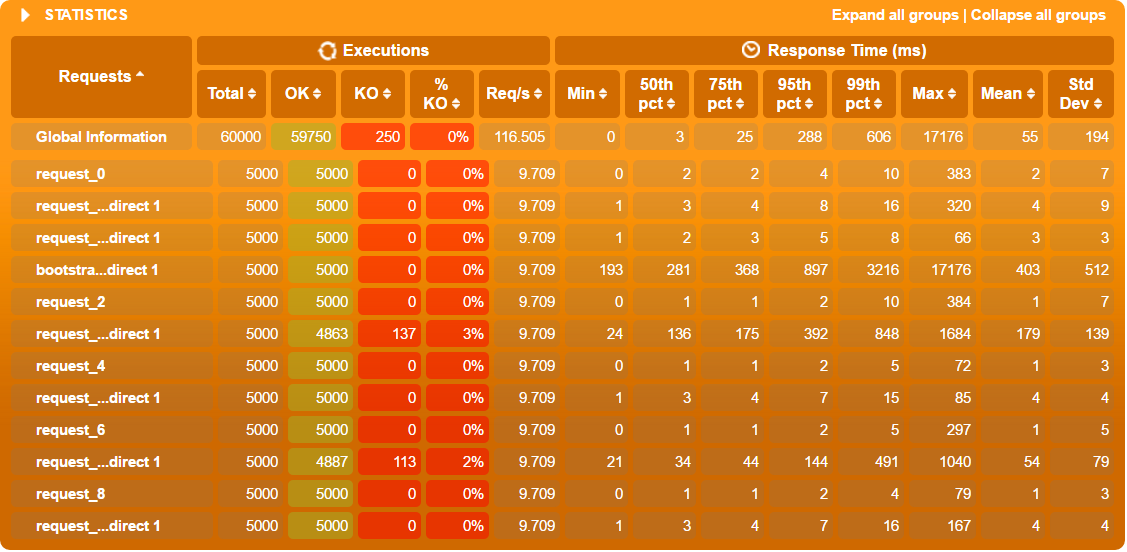 STATISTICS Expand all groups | Collapse all groups
Requests Executions Response Time (ms)
Total OK KO % KO Req/s Min 50th pct 75th pct 95th pct 99th pct Max Mean Std Dev
Global Information 60000 59750 250 0% 116.505 0 3 25 288 606 17176 55 194
request_0 5000 5000 0 0% 9.709 0 2 2 4 10 383 2 7
request_...direct 1 5000 5000 0 0% 9.709 1 3 4 8 16 320 4 9
request_...direct 1 5000 5000 0 0% 9.709 1 2 3 5 8 66 3 3
bootstra...direct 1 5000 5000 0 0% 9.709 193 281 368 897 3216 17176 403 512
request_2 5000 5000 0 0% 9.709 0 1 1 2 10 384 1 7
request_...direct 1 5000 4863 137 3% 9.709 24 136 175 392 848 1684 179 139
request_4 5000 5000 0 0% 9.709 0 1 1 2 5 72 1 3
request_...direct 1 5000 5000 0 0% 9.709 1 3 4 7 15 85 4 4
request_6 5000 5000 0 0% 9.709 0 1 1 2 5 297 1 5
request_...direct 1 5000 4887 113 2% 9.709 21 34 44 144 491 1040 54 79
request_8 5000 5000 0 0% 9.709 0 1 1 2 4 79 1 3
request_...direct 1 5000 5000 0 0% 9.709 1 3 4 7 16 167 4 4